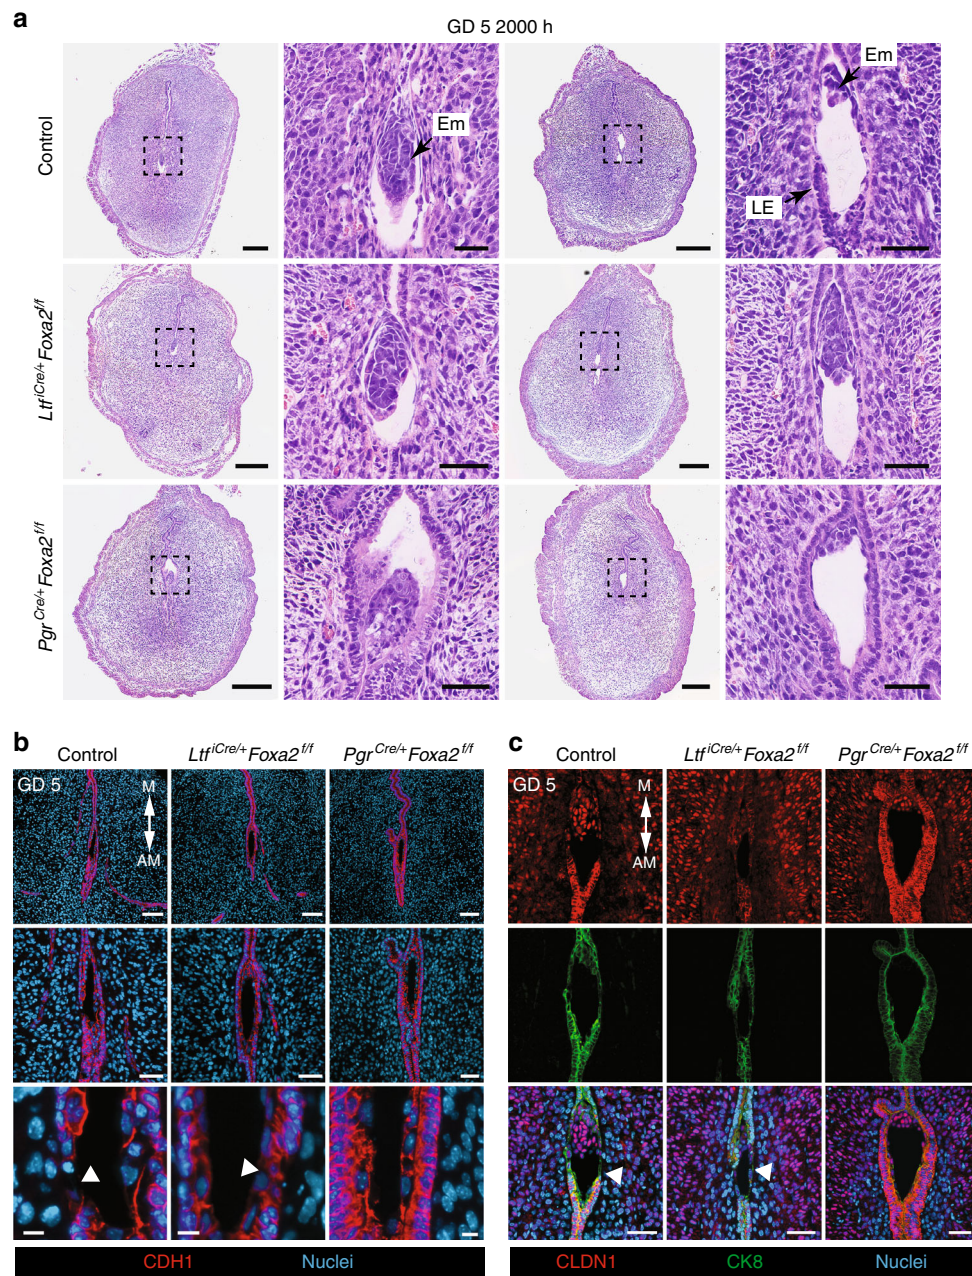 a
GD 5 2000 h
Control
Em
Em
LE
Ltf iCre/+ Foxa2 f/f
Pgr Cre/+ Foxa2 f/f
b
Control
Ltf iCre/+ Foxa2 f/f
Pgr Cre/+ Foxa2 f/f
GD 5
M
AM
CDH1
Nuclei
c
Control
Ltf iCre/+ Foxa2 f/f
Pgr Cre/+ Foxa2 f/f
GD 5
M
AM
CLDN1
CK8
Nuclei